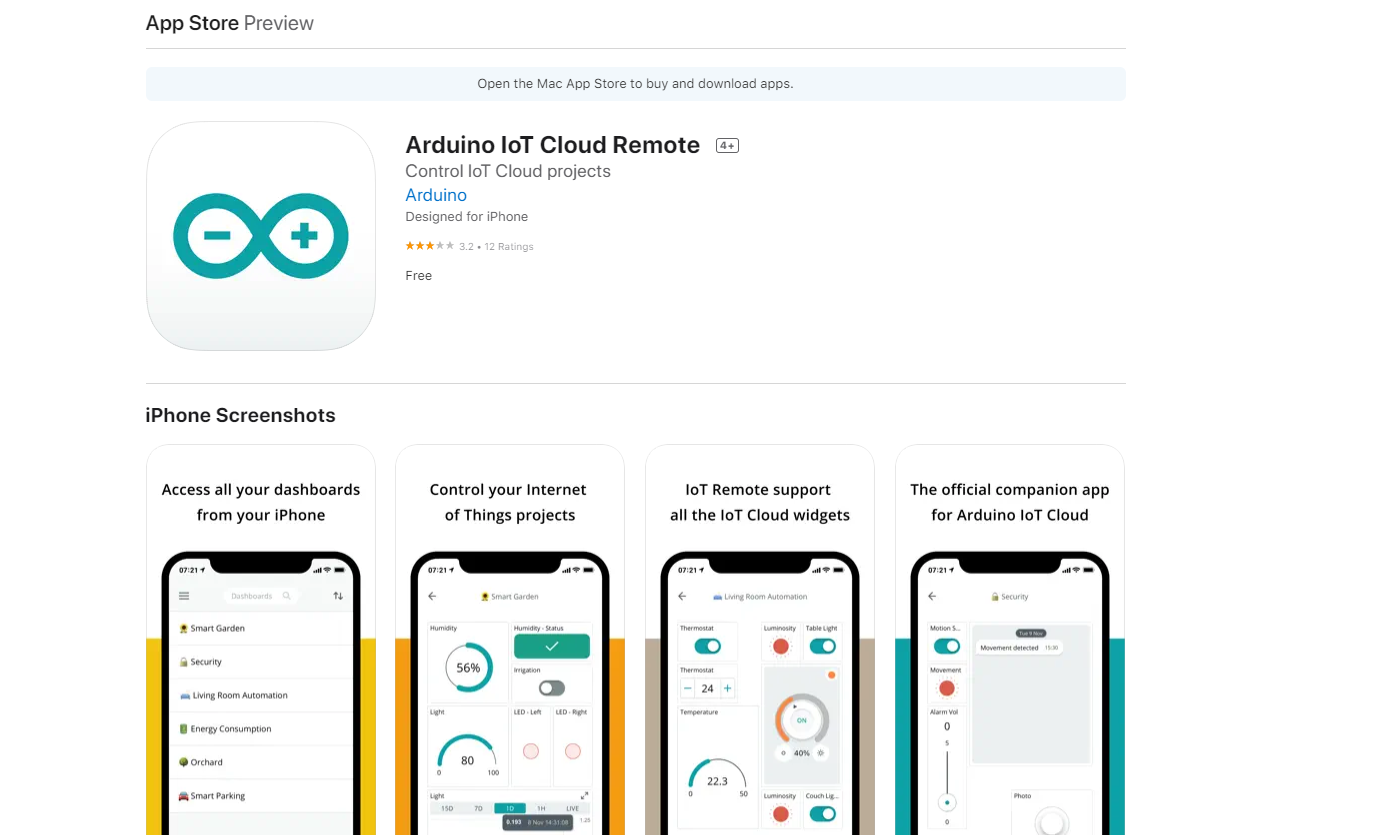 App Store Preview
Open the Mac App Store to buy and download apps.
Arduino IoT Cloud Remote 4+
Control IoT Cloud projects
Arduino
Designed for iPhone
3.2 • 12 Ratings
Free
iPhone Screenshots
Access all your dashboards
from your iPhone
07:21
Dashboards
Smart Garden
Security
Living Room Automation
Energy Consumption
Orchard
Smart Parking
Control your Internet
of Things projects
07:21
Smart Garden
Humidity
Humidity - Status
56%
Irrigation
Light
LED - Left
LED - Right
80
0
100
Light
15D 7D 1D 1H LIVE
0.193 8 Nov 14:31:08
1.25
IoT Remote support
all the IoT Cloud widgets
07:21
Living Room Automation
Thermostat
Luminosity
Table Light
Thermostat
− 24 +
ON
40%
Temperature
22.3
0
50
Luminosity
Couch Lig...
The official companion app
for Arduino IoT Cloud
07:21
Security
Motion S...
Tue 9 Nov
Movement detected 15:30
Movement
Alarm Vol
0
5
0
Photo